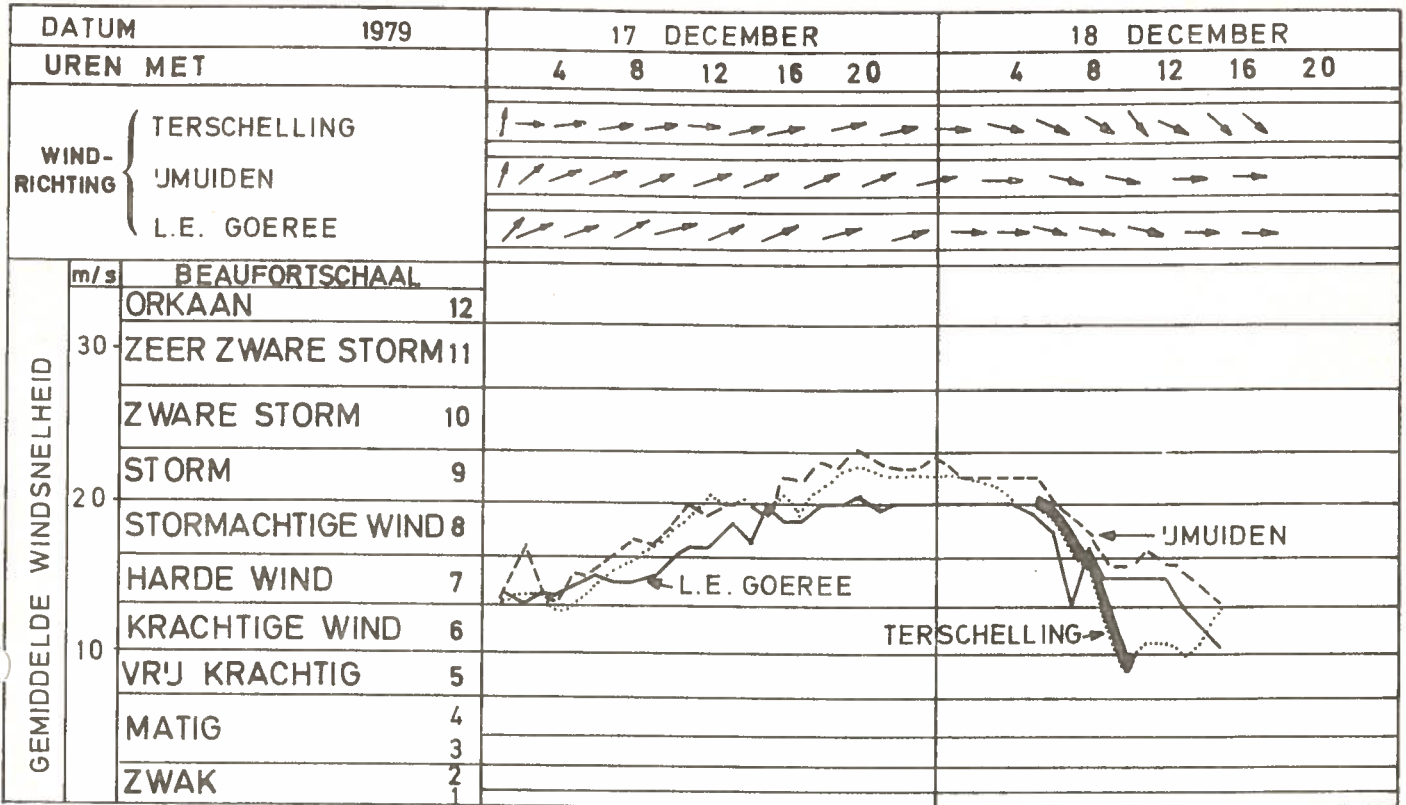 DATUM 1979 17 DECEMBER 18 DECEMBER
UREN MET 4 8 12 16 20 4 8 12 16 20
WIND-
RICHTING
TERSCHELLING
IJMUIDEN
L.E. GOEREE
m/s BEAUFORTSCHAAL
ORKAAN 12
30 ZEER ZWARE STORM 11
ZWARE STORM 10
STORM 9
20
STORMACHTIGE WIND 8
IJMUIDEN
HARDE WIND 7
L.E. GOEREE
KRACHTIGE WIND 6
TERSCHELLING
10
VRIJ KRACHTIG 5
MATIG 4
3
ZWAK 2
1
GEMIDDELDE WINDSNELHEID